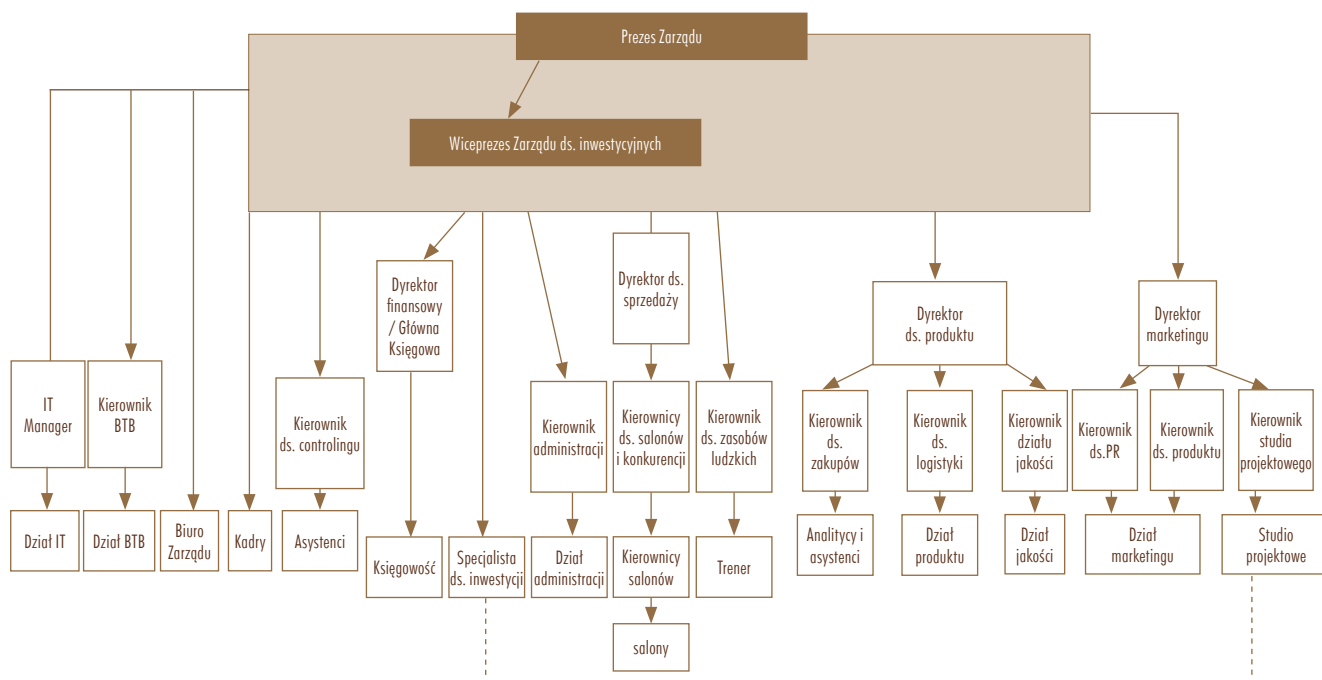 Prezes Zarządu
Wiceprezes Zarządu ds. inwestycyjnych
Dyrektor
finansowy
/ Główna
Księgowa
Dyrektor ds.
sprzedaży
Dyrektor
ds. produktu
Dyrektor
marketingu
IT
Manager
Kierownik
BTB
Kierownik
ds. controlingu
Kierownik
administracji
Kierownicy
ds. salonów
i konkurencji
Kierownik
ds. zasobów
ludzkich
Kierownik
ds.
zakupów
Kierownik
ds.
logistyki
Kierownik
działu
jakości
Kierownik
ds.PR
Kierownik
ds. produktu
Kierownik
studia
projektowego
Dział IT
Dział BTB
Biuro
Zarządu
Kadry
Asystenci
Księgowość
Specjalista
ds. inwestycji
Dział
administracji
Kierownicy
salonów
Trener
Analitycy i
asystenci
Dział
produktu
Dział
jakości
Dział
marketingu
Studio
projektowe
salony